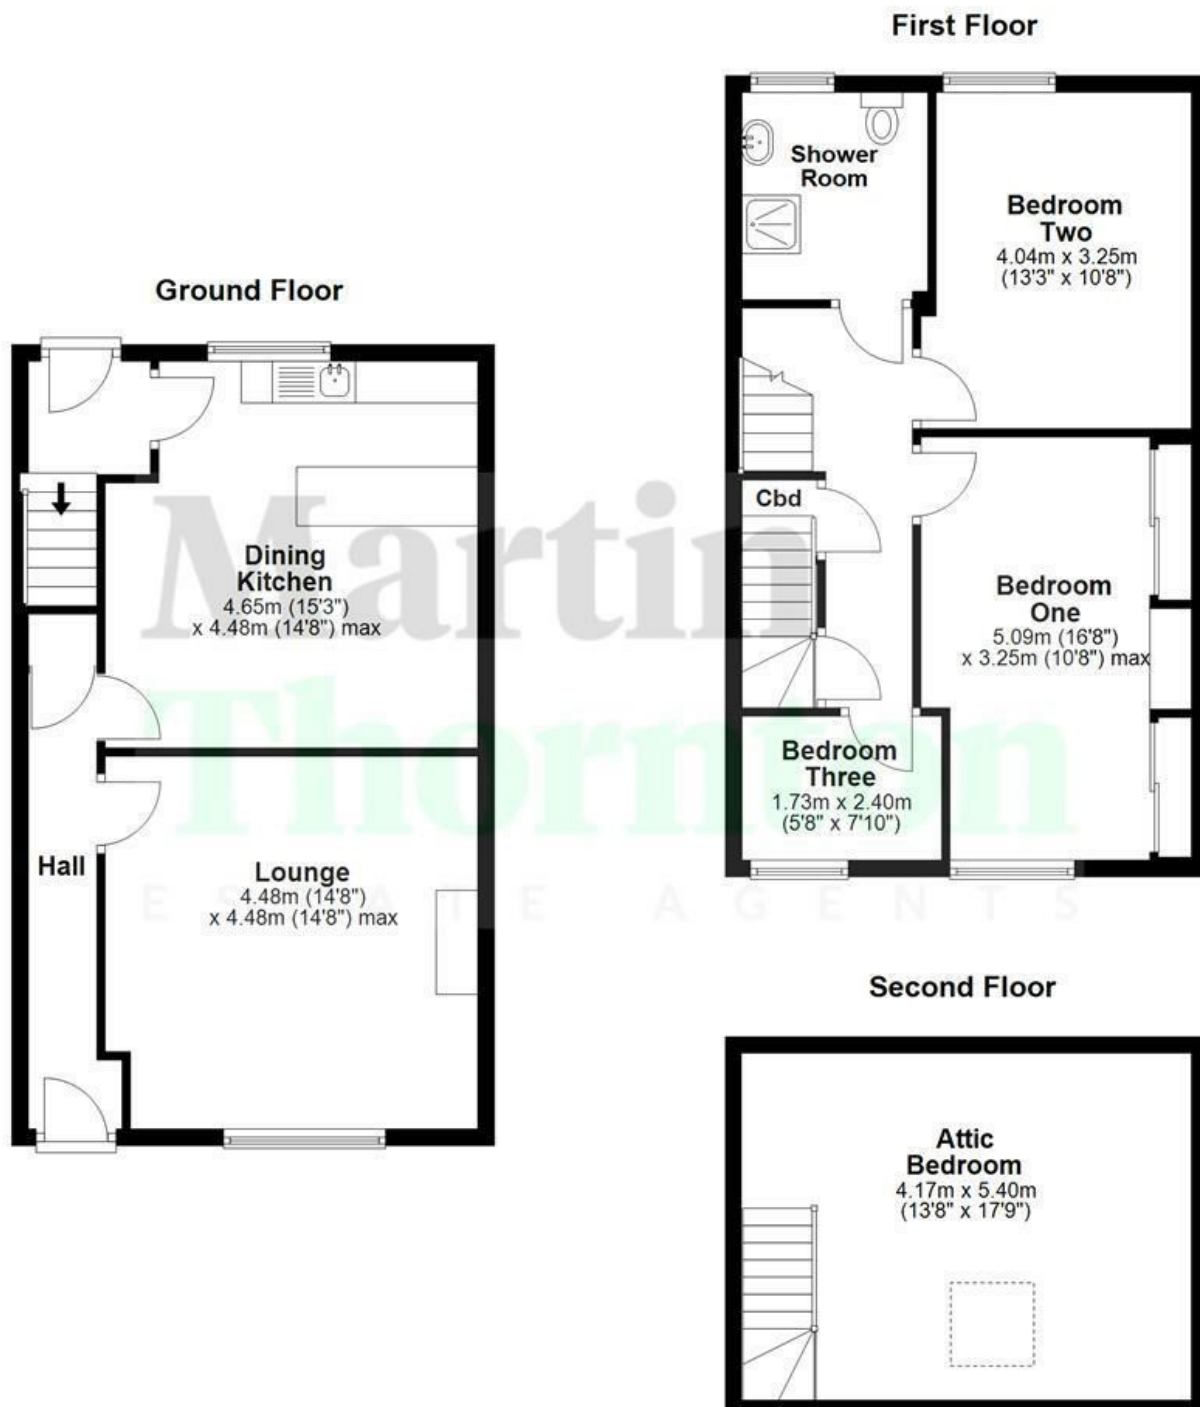 First Floor
Shower
Room
Bedroom
Two
4.04m x 3.25m
(13'3" x 10'8")
Ground Floor
Cbd
Dining
Kitchen
4.65m (15'3")
x 4.48m (14'8") max
Bedroom
One
5.09m (16'8")
x 3.25m (10'8") max
Bedroom
Three
1.73m x 2.40m
(5'8" x 7'10")
Hall
Lounge
4.48m (14'8")
x 4.48m (14'8") max
Martin
Thornton
ESTATE AGENTS
Second Floor
Attic
Bedroom
4.17m x 5.40m
(13'8" x 17'9")